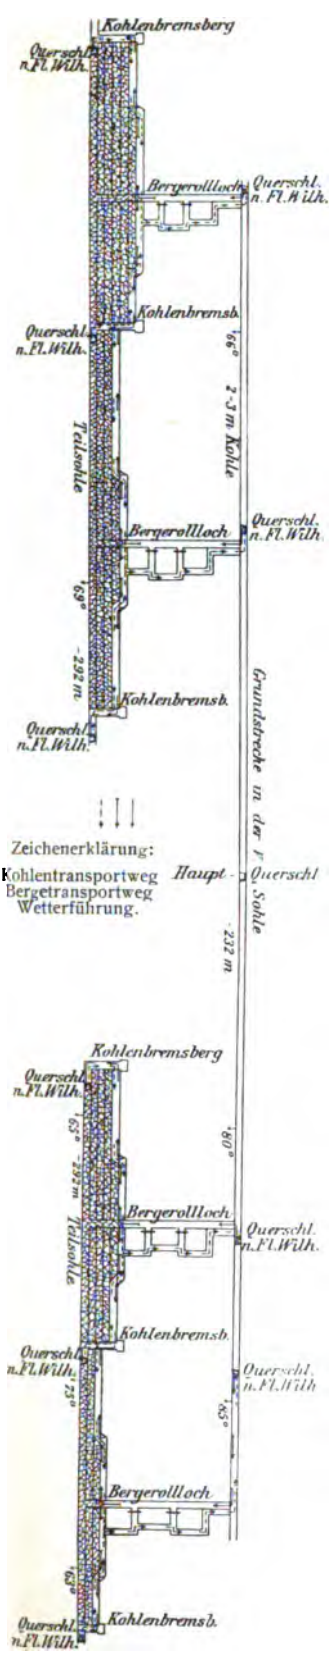 Kohlenbremsberg
Querschl.
n.Fl.Wilh.
Bergerollloch
Querschl.
n.Fl.Wilh.
Kohlenbremsb.
Querschl.
n.Fl.Wilh.
66°
2-3 m Kohle
Teilsohle
Querschl.
n.Fl.Wilh.
Bergerollloch
69°
-292 m
Kohlenbremsb.
Querschl.
n.Fl.Wilh.
Grundstrecke in der Sohle
Zeichenerklärung:
Kohlentransportweg
Bergetransportweg
Wetterführung.
Haupt - Querschl
-232 m
Kohlenbremsberg
Querschl.
n.Fl.Wilh.
65°
-292 m
Teilsohle
80°
Bergerollloch
Querschl.
n.Fl.Wilh.
Kohlenbremsb.
Querschl.
n.Fl.Wilh.
75°
Querschl.
n.Fl.Wilh
85°
Bergerollloch
63°
Kohlenbremsb.
Querschl.
n.Fl.Wilh.